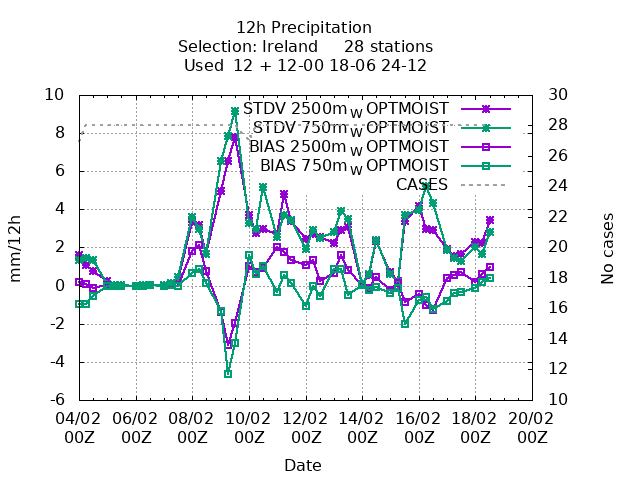 12h Precipitation
Selection: Ireland 28 stations
Used 12 + 12-00 18-06 24-12
STDV 2500m W OPTMOIST
STDV 750m W OPTMOIST
BIAS 2500m W OPTMOIST
BIAS 750m W OPTMOIST
CASES
10
8
6
4
2
0
-2
-4
-6
mm/12h
30
28
26
24
22
20
18
16
14
12
10
No cases
04/02 06/02 08/02 10/02 12/02 14/02 16/02 18/02 20/02
00Z 00Z 00Z 00Z 00Z 00Z 00Z 00Z 00Z
Date